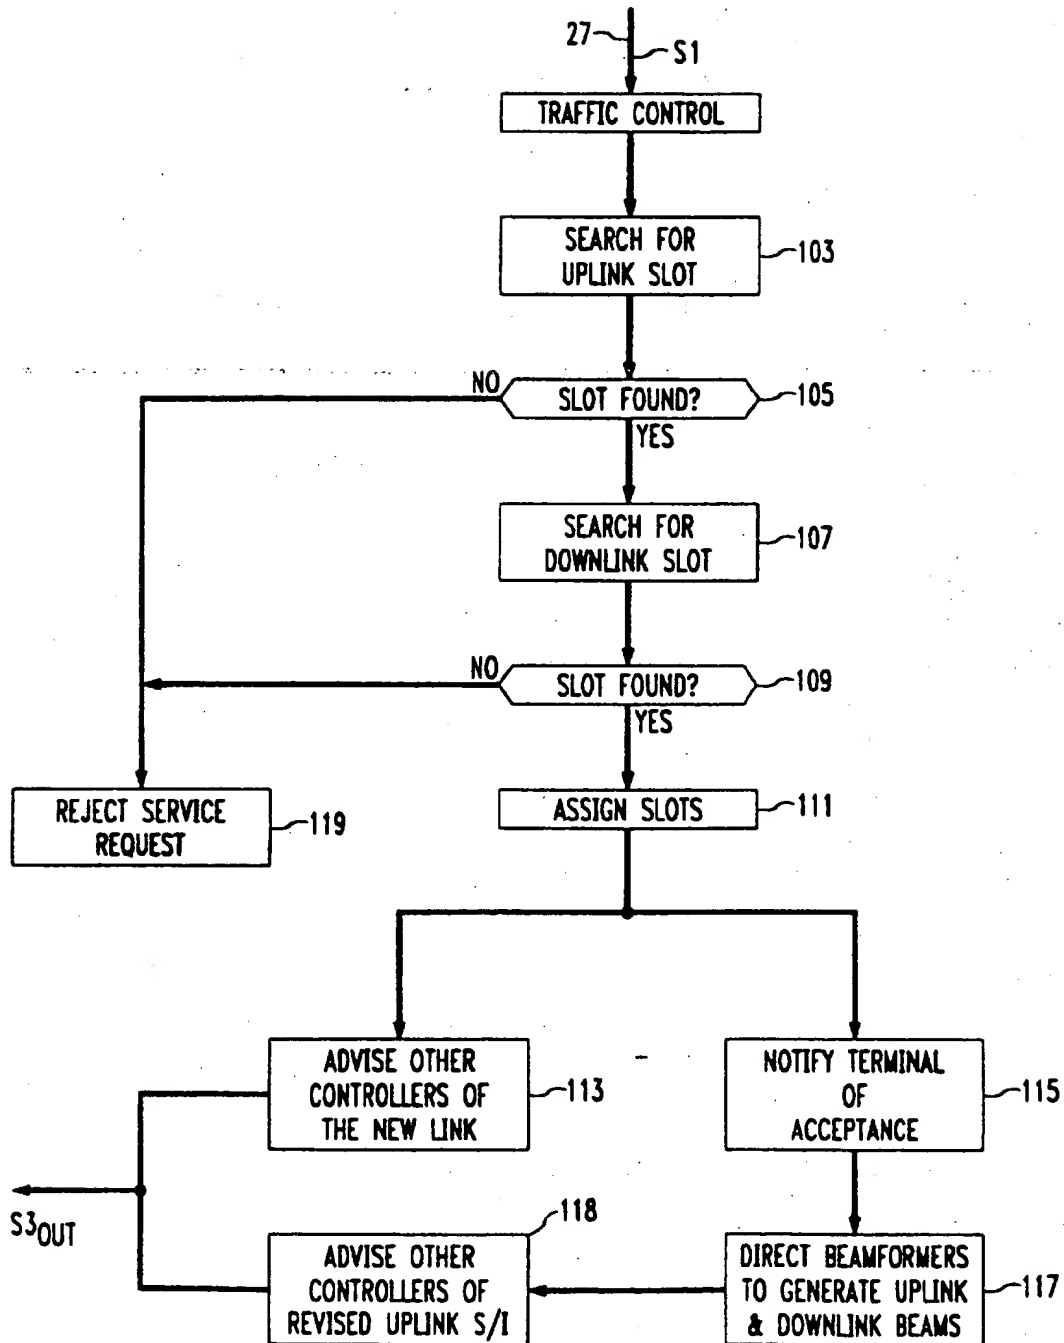 27
S1
TRAFFIC CONTROL
SEARCH FOR
UPLINK SLOT
103
NO
SLOT FOUND?
105
YES
SEARCH FOR
DOWNLINK SLOT
107
NO
SLOT FOUND?
109
YES
REJECT SERVICE
REQUEST
119
ASSIGN SLOTS
111
ADVISE OTHER
CONTROLLERS OF
THE NEW LINK
113
NOTIFY TERMINAL
OF
ACCEPTANCE
115
S3OUT
118
ADVISE OTHER
CONTROLLERS OF
REVISED UPLINK S/I
DIRECT BEAMFORMERS
TO GENERATE UPLINK
& DOWNLINK BEAMS
117